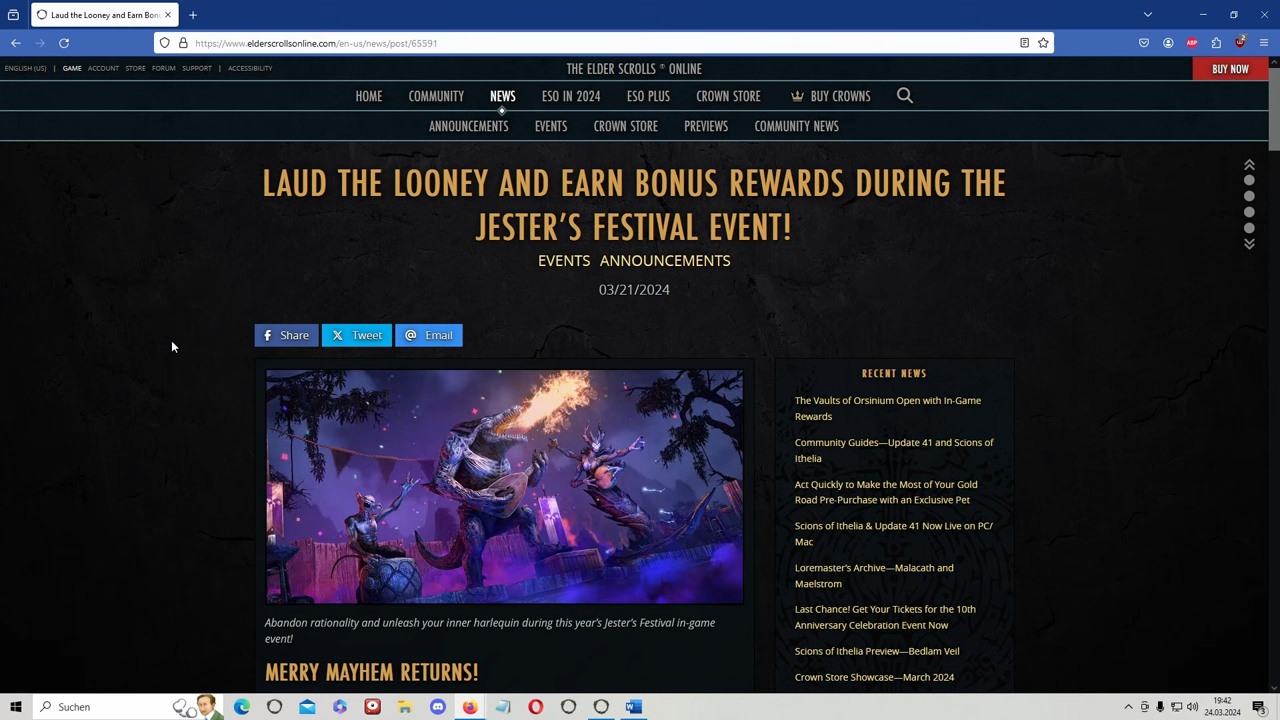 Laud the Looney and Earn Bonu
https://www.elderscrollsonline.com/en-us/news/post/65591
ABP
2
ENGLISH (US) | GAME ACCOUNT STORE FORUM SUPPORT | ACCESSIBILITY
THE ELDER SCROLLS ® ONLINE
BUY NOW
HOME COMMUNITY NEWS ESO IN 2024 ESO PLUS CROWN STORE BUY CROWNS
ANNOUNCEMENTS EVENTS CROWN STORE PREVIEWS COMMUNITY NEWS
LAUD THE LOONEY AND EARN BONUS REWARDS DURING THE
JESTER'S FESTIVAL EVENT!
EVENTS ANNOUNCEMENTS
03/21/2024
Share Tweet Email
Abandon rationality and unleash your inner harlequin during this year's Jester's Festival in-game
event!
MERRY MAYHEM RETURNS!
RECENT NEWS
The Vaults of Orsinium Open with In-Game
Rewards
Community Guides—Update 41 and Scions of
Ithelia
Act Quickly to Make the Most of Your Gold
Road Pre-Purchase with an Exclusive Pet
Scions of Ithelia & Update 41 Now Live on PC/
Mac
Loremaster's Archive—Malacath and
Maelstrom
Last Chance! Get Your Tickets for the 10th
Anniversary Celebration Event Now
Scions of Ithelia Preview—Bedlam Veil
Crown Store Showcase—March 2024
Suchen
19:42
24.03.2024
3